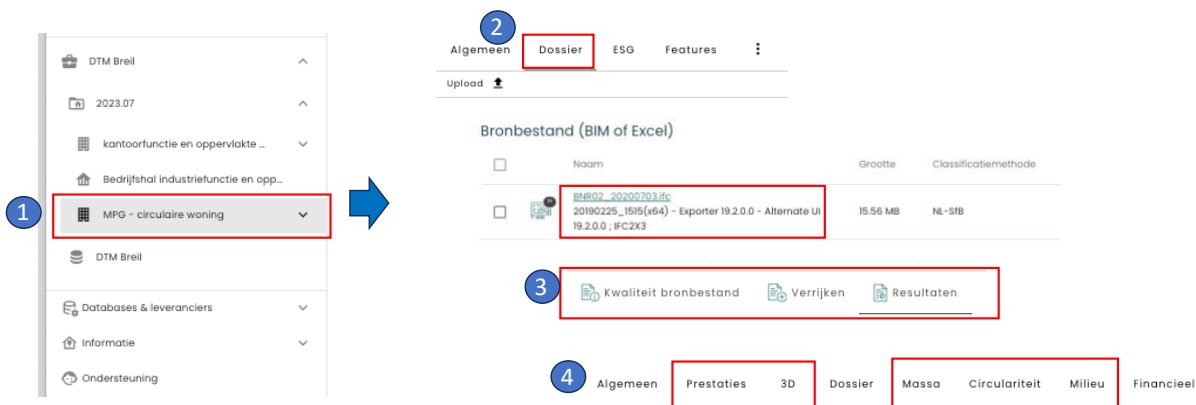 DTM Breil
2023.07
kantoorfunctie en oppervlakte ...
Bedrijfshal industriefunctie en opp...
1
MPG - circulaire woning
DTM Breil
Databases & leveranciers
Informatie
Ondersteuning
2
Algemeen Dossier ESG Features
Upload
Bronbestand (BIM of Excel)
Naam Grootte Classificatiemethode
BNR02_20200703.ifc
20190225_1515(x64) - Exporter 19.2.0.0 - Alternate UI 15.56 MB NL-SfB
19.2.0.0 ; IFC2X3
3
Kwaliteit bronbestand Verrijken Resultaten
4
Algemeen Prestaties 3D Dossier Massa Circulariteit Milieu Financieel